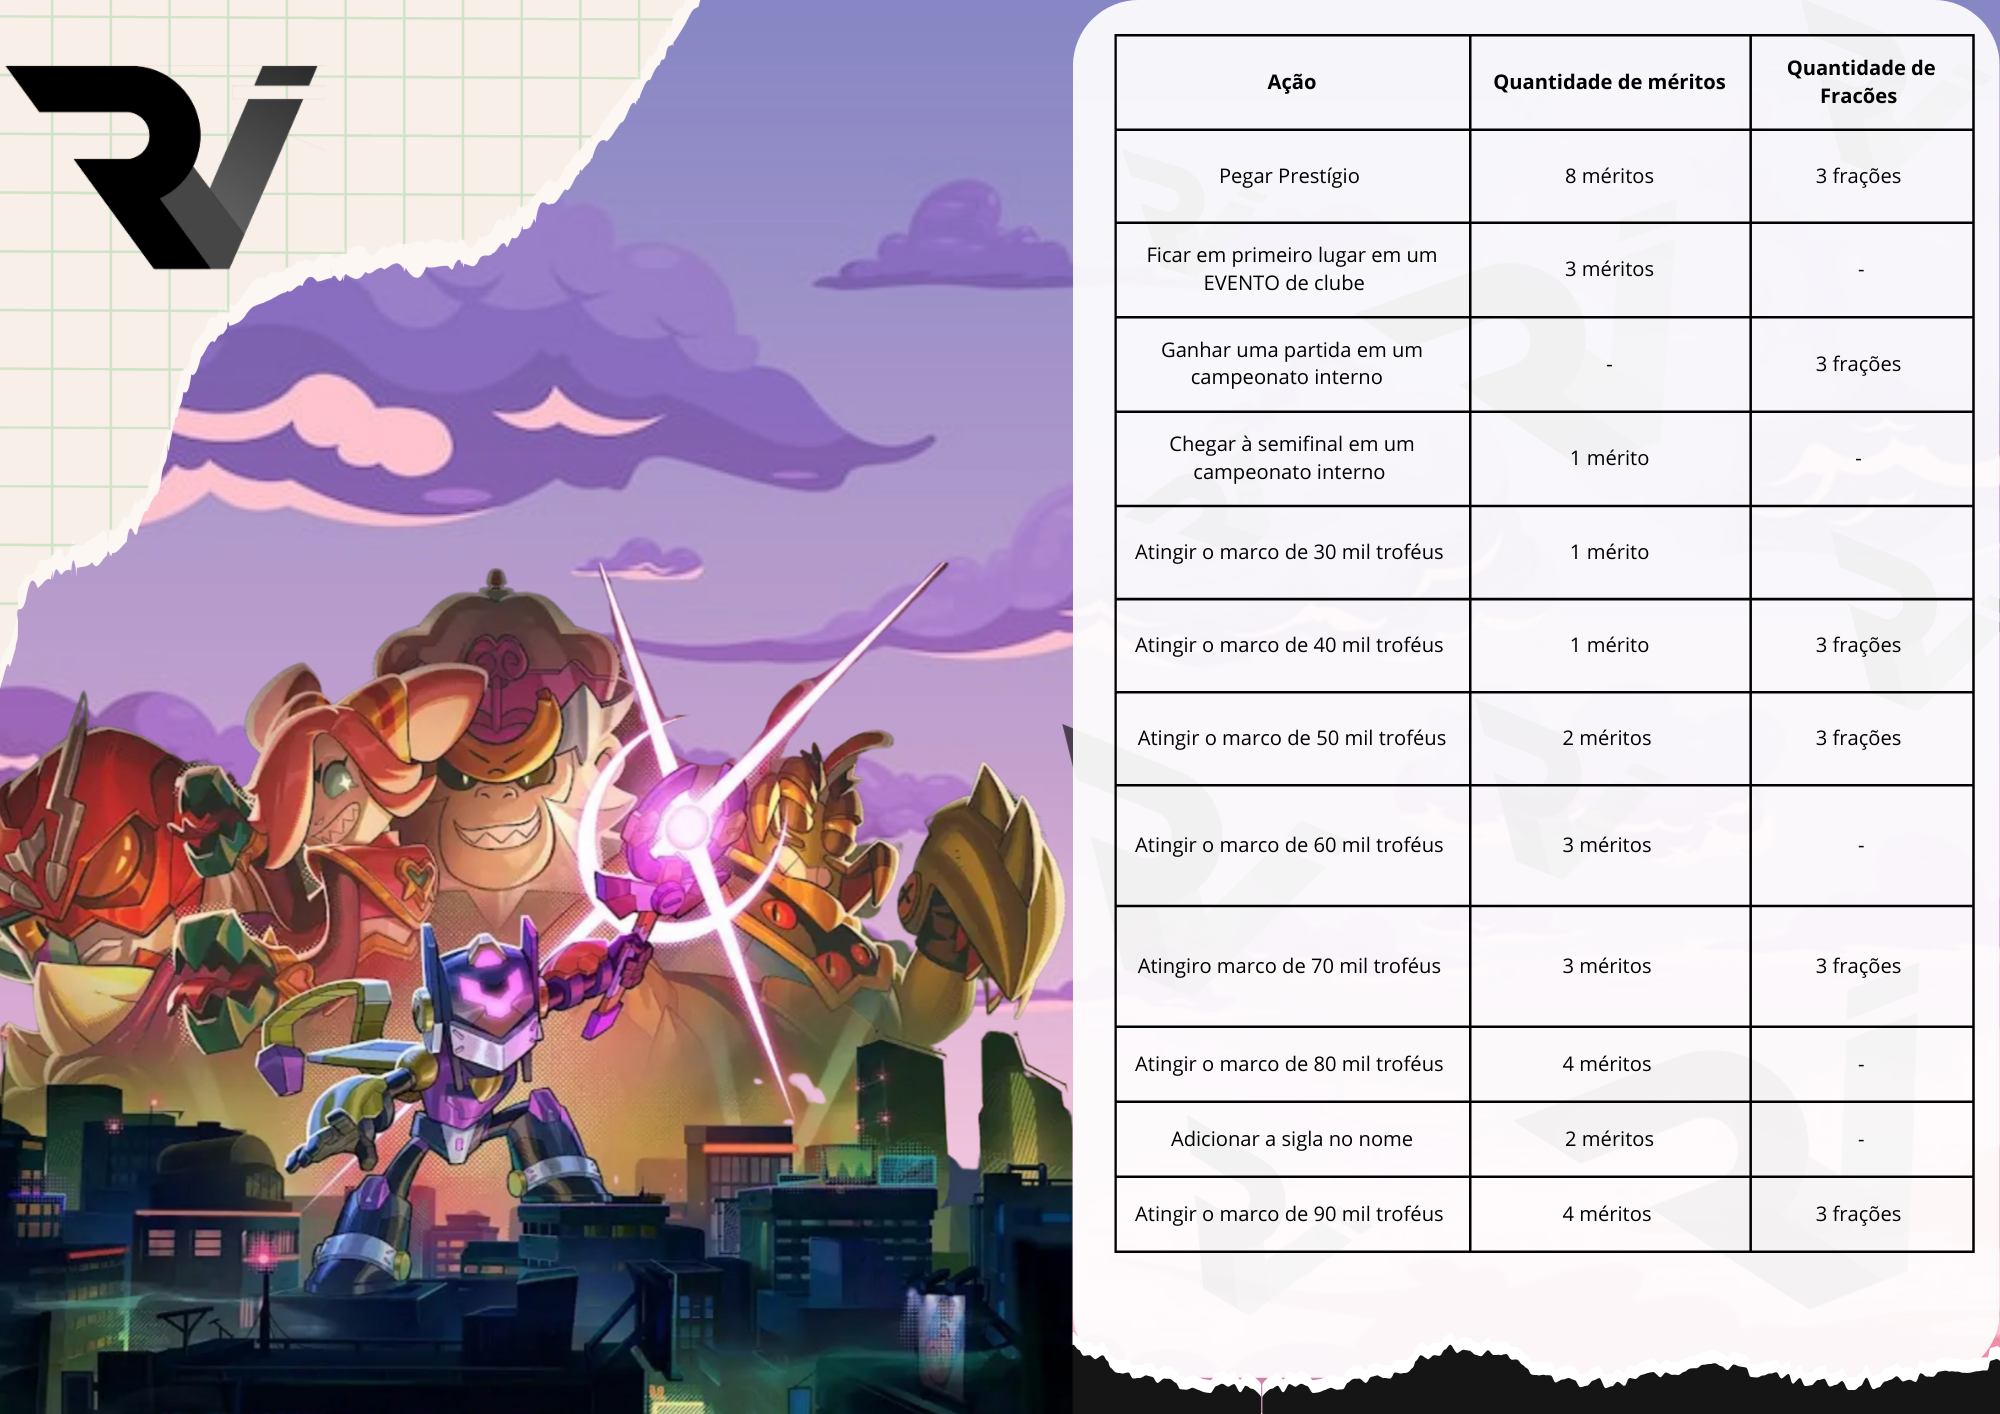 Ri
Ação
Quantidade de méritos
Quantidade de
Fracões
Pegar Prestígio
8 méritos
3 frações
Ficar em primeiro lugar em um
EVENTO de clube
3 méritos
-
Ganhar uma partida em um
campeonato interno
-
3 frações
Chegar à semifinal em um
campeonato interno
1 mérito
-
Atingir o marco de 30 mil troféus
1 mérito
Atingir o marco de 40 mil troféus
1 mérito
3 frações
Atingir o marco de 50 mil troféus
2 méritos
3 frações
Atingir o marco de 60 mil troféus
3 méritos
-
Atingiro marco de 70 mil troféus
3 méritos
3 frações
Atingir o marco de 80 mil troféus
4 méritos
-
Adicionar a sigla no nome
2 méritos
-
Atingir o marco de 90 mil troféus
4 méritos
3 frações